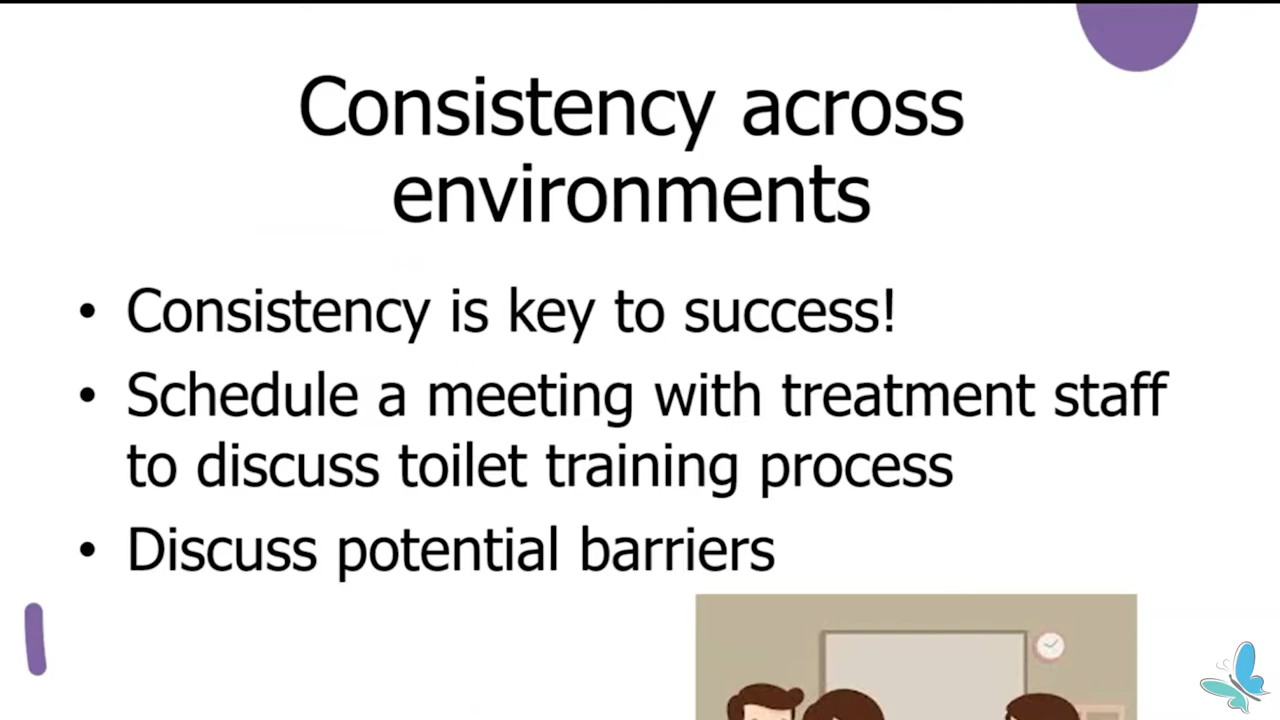 Consistency across
environments
• Consistency is key to success!
• Schedule a meeting with treatment staff
to discuss toilet training process
• Discuss potential barriers